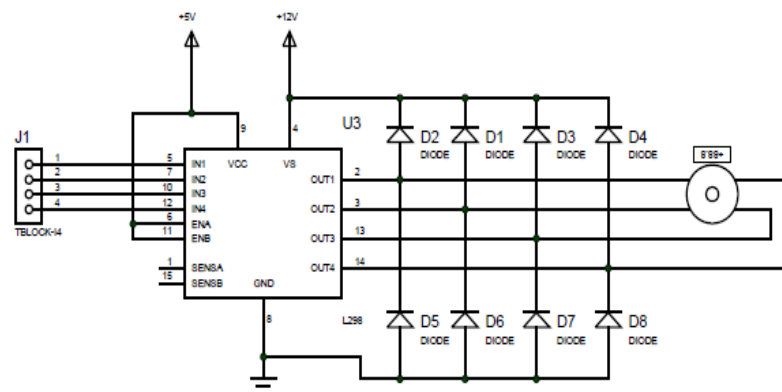 +5V
+12V
J1
1
2
3
4
TBLOCK-I4
9
4
U3
5
7
10
12
6
11
1
15
IN1
IN2
IN3
IN4
ENA
ENB
SENSA
SENSB
VCC
VS
GND
OUT1
OUT2
OUT3
OUT4
2
3
13
14
8
L298
D2
DIODE
D1
DIODE
D3
DIODE
D4
DIODE
+88.8
D5
DIODE
D6
DIODE
D7
DIODE
D8
DIODE